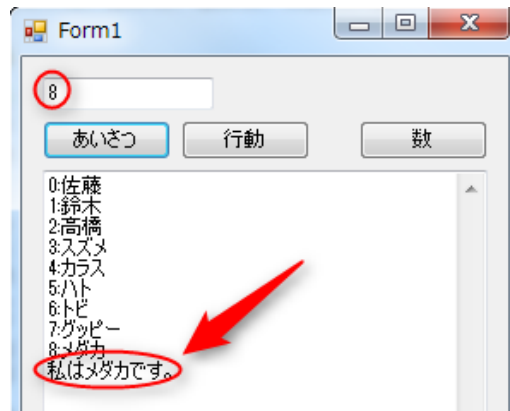 Form1
8
あいさつ 行動 数
0:佐藤
1:鈴木
2:高橋
3:スズメ
4:カラス
5:ハト
6:トビ
7:グッピー
8:メダカ
私はメダカです。